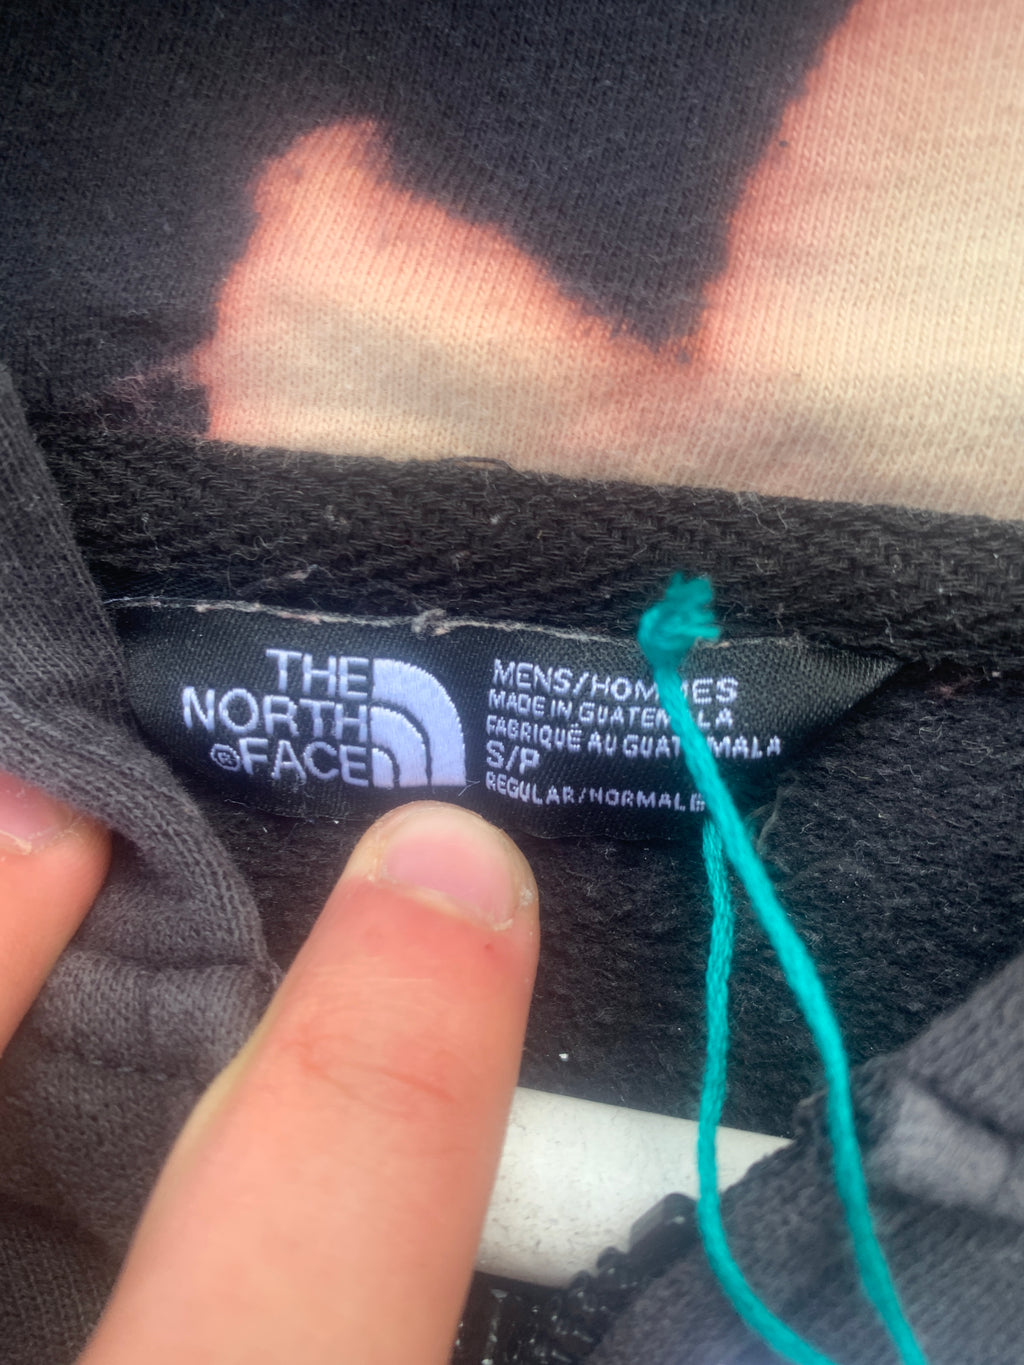 THE
NORTH
®FACE
MENS/HOMMES
MADE IN GUATEMALA
FABRIQUÉ AU GUATEMALA
S/P
REGULAR/NORMALE